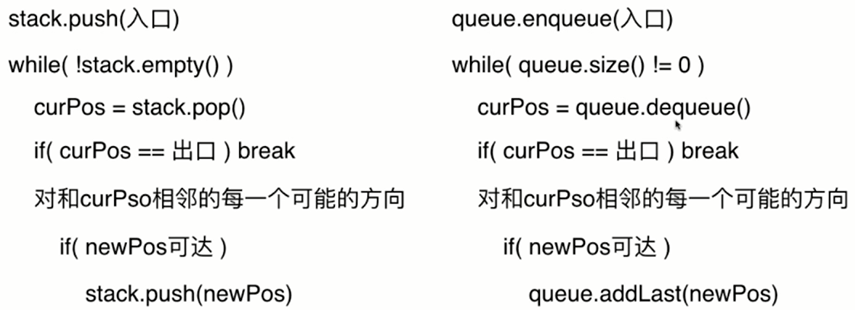 stack.push(入口)
while( !stack.empty() )
curPos = stack.pop()
if( curPos == 出口 ) break
对和curPso相邻的每一个可能的方向
if( newPos可达 )
stack.push(newPos)
queue.enqueue(入口)
while( queue.size() != 0 )
curPos = queue.dequeue()
if( curPos == 出口 ) break
对和curPso相邻的每一个可能的方向
if( newPos可达 )
queue.addLast(newPos)